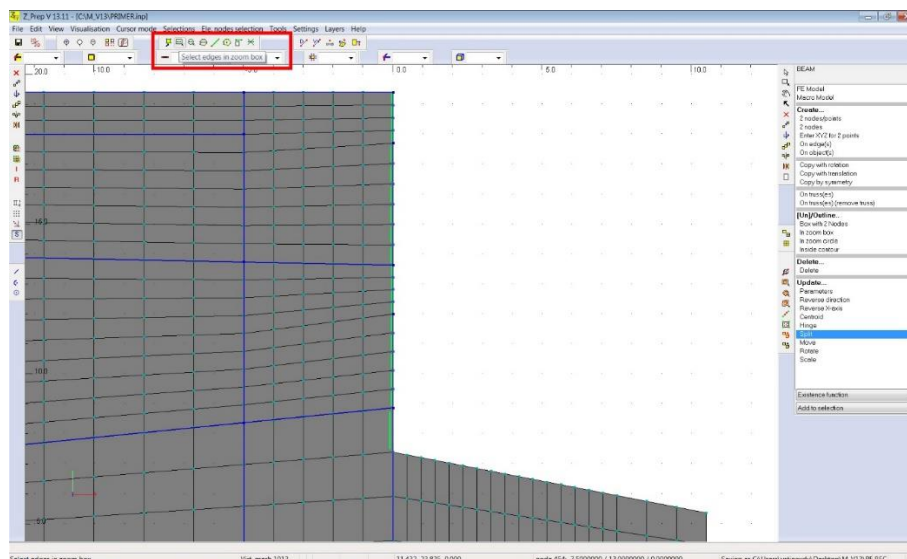 Z_Prep V 13.11 - [C:\M_V13\PRIMER.inp]
File Edit View Visualisation Cursor mode Selections Ele. nodes selection Tools Settings Layers Help
Select edges in zoom box
-20.0
10.0
0.0
5.0
10.0
10.0
BEAM
FE Model
Macro Model
Create...
2 nodes/points
2 nodes
Enter XYZ for 2 points
On edge(s)
On object(s)
Copy with rotation
Copy with translation
Copy by symmetry
On truss(es)
On truss(es) (remove truss)
[Un]/Outline...
Box with 2 Nodes
In zoom box
In zoom circle
Inside contour
Delete...
Delete
Update...
Parameters
Reverse direction
Reverse X-axis
Centroid
Hinge
Split
Move
Rotate
Scale
Existence function
Add to selection
Select edges in zoom box